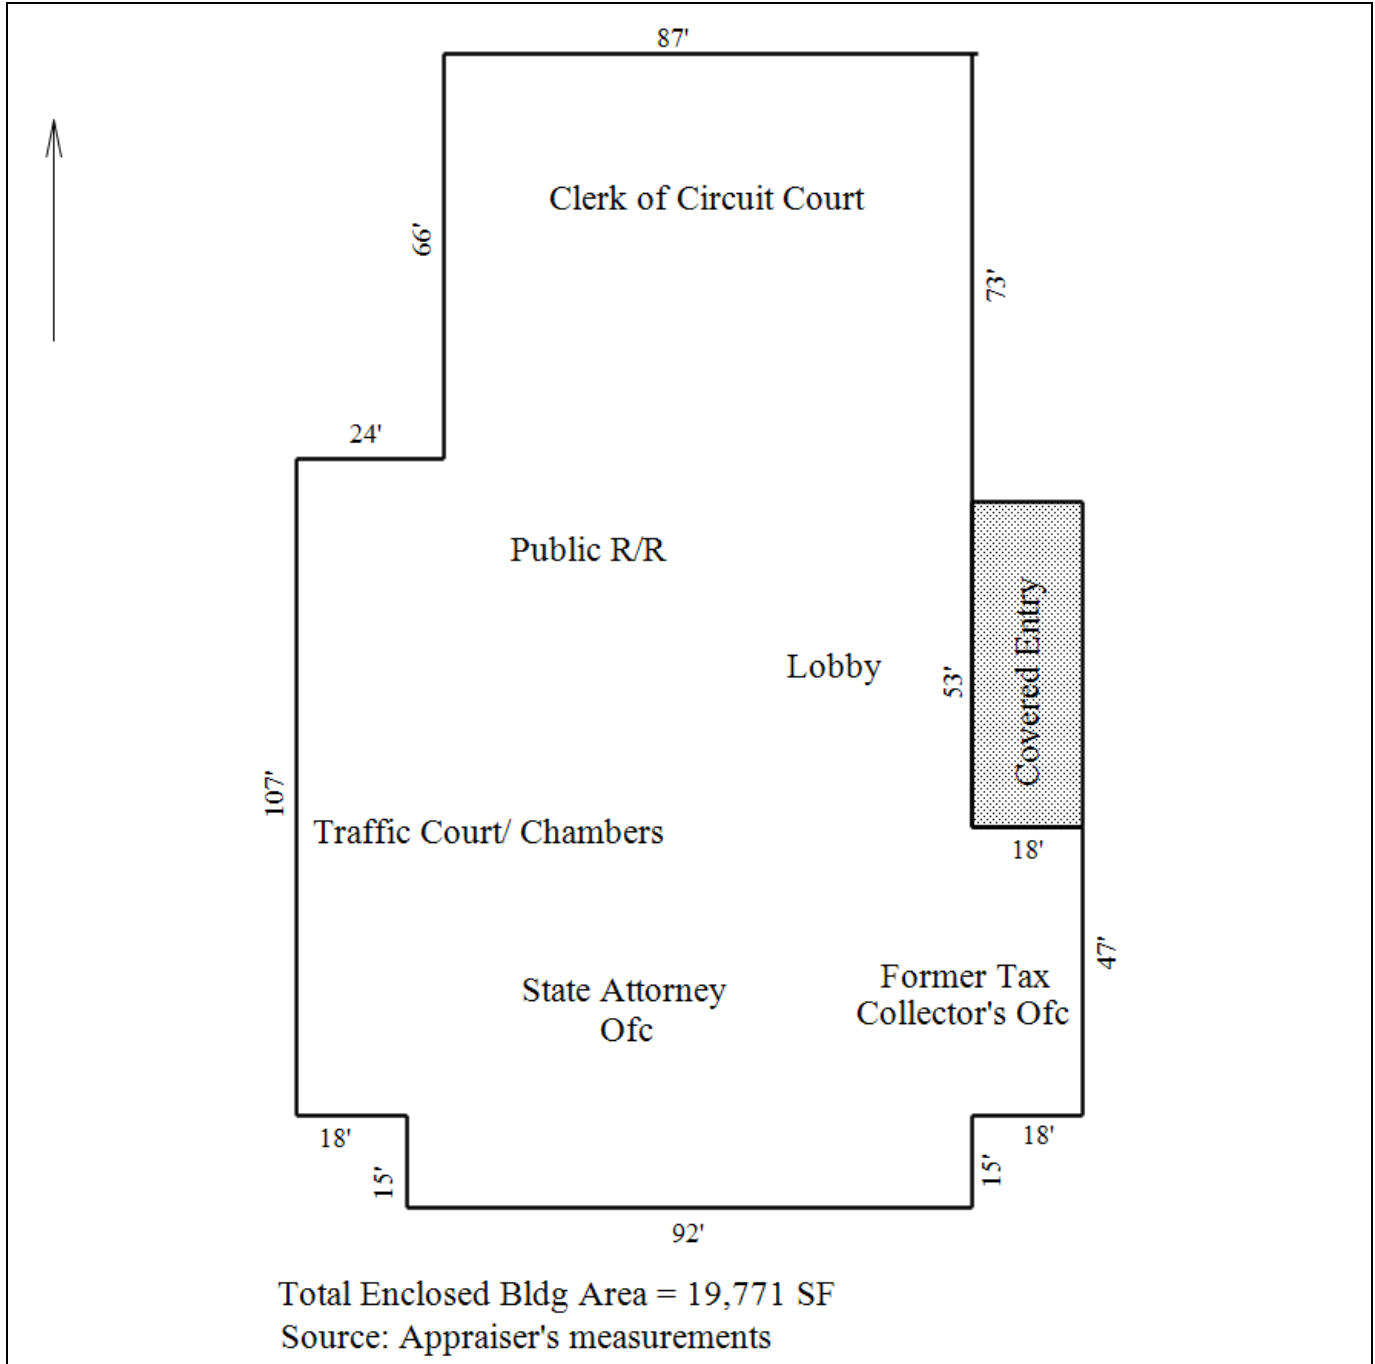 87'
Clerk of Circuit Court
66'
73'
24'
Public R/R
Covered Entry
Lobby
53'
107'
Traffic Court/ Chambers
18'
47'
Former Tax
Collector's Ofc
State Attorney
Ofc
18'
18'
15'
15'
92'
Total Enclosed Bldg Area = 19,771 SF
Source: Appraiser's measurements